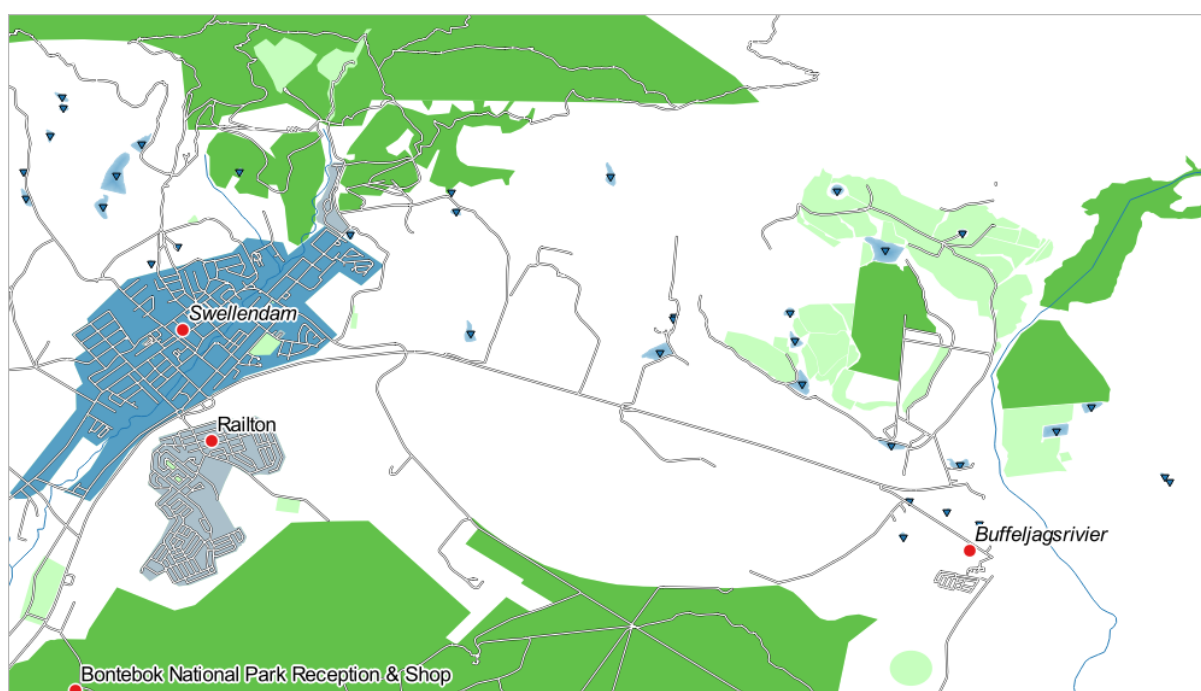 Swellendam
Railton
Buffeljagsrivier
Bontebok National Park Reception & Shop